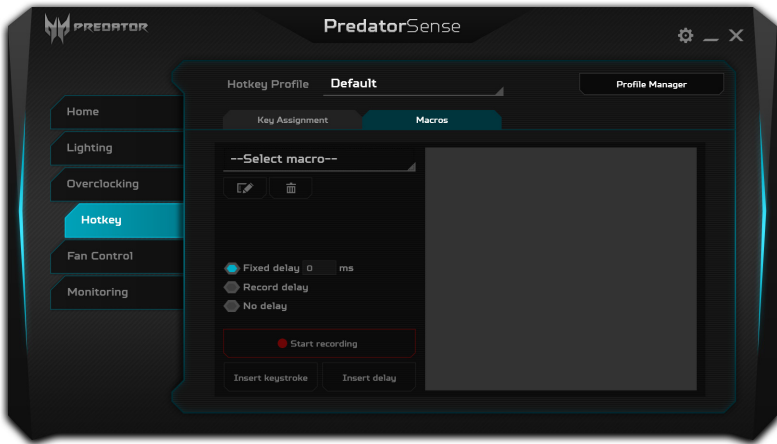 PREDATOR
PredatorSense
Hotkey Profile Default
Profile Manager
Home
Lighting
Overclocking
Hotkey
Fan Control
Monitoring
Key Assignment
Macros
--Select macro--
Fixed delay 0 ms
Record delay
No delay
Start recording
Insert keystroke
Insert delay